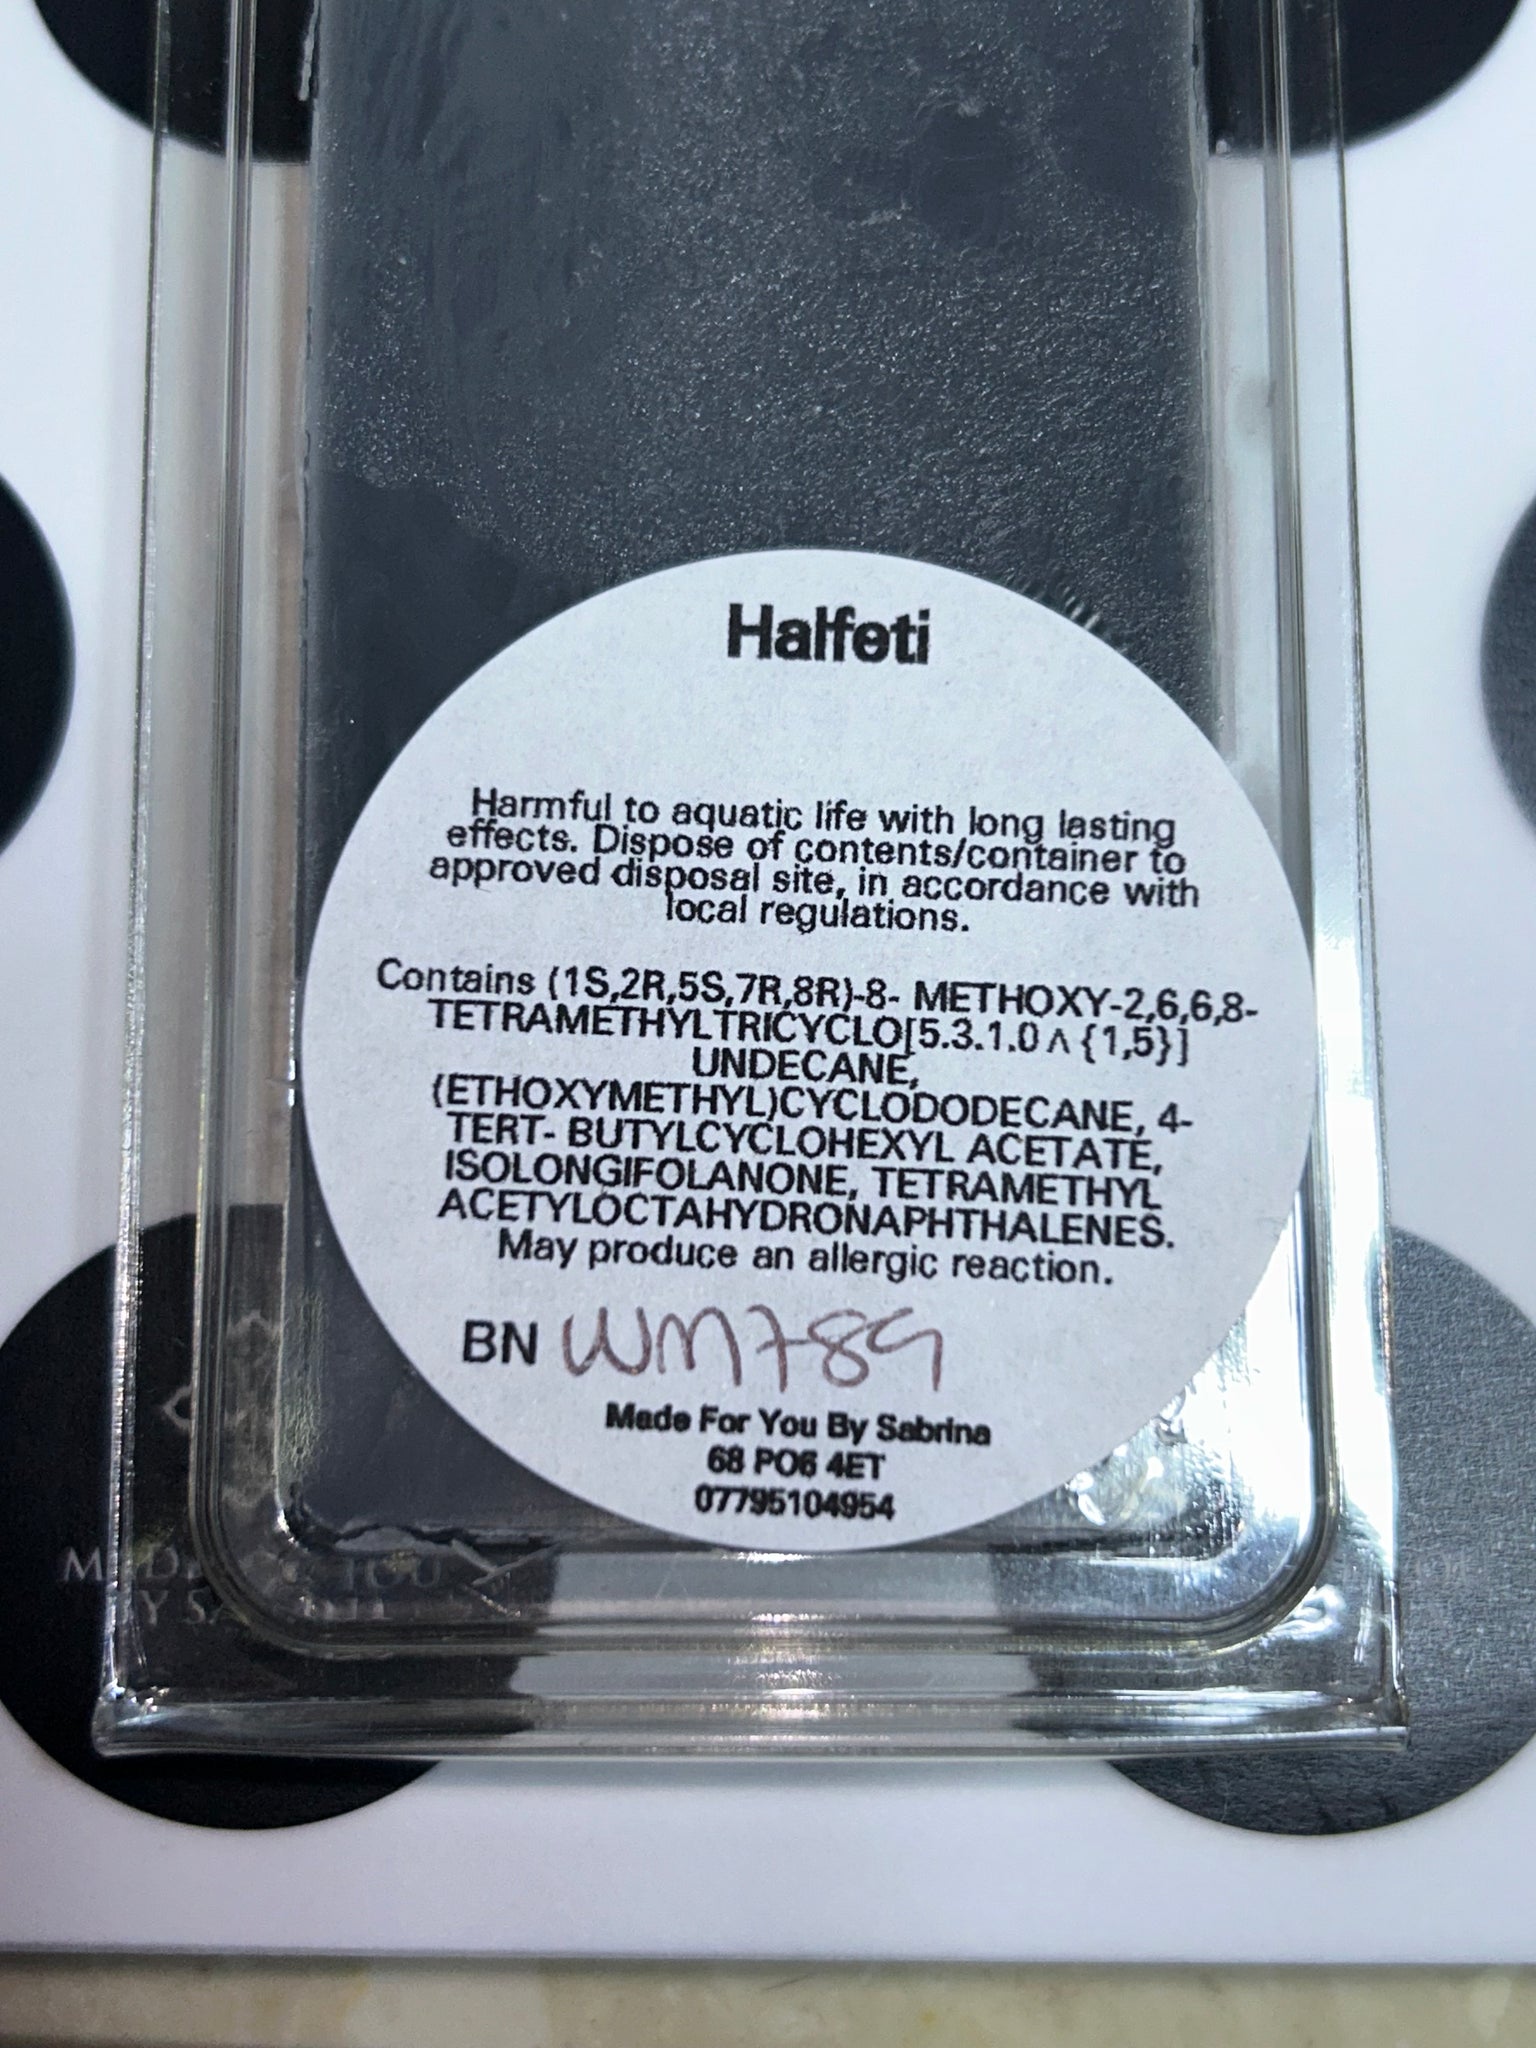 Halfeti
Harmful to aquatic life with long lasting
effects. Dispose of contents/container to
approved disposal site, in accordance with
local regulations.
Contains (1S,2R,5S,7R,8R)-8- METHOXY-2,6,6,8-
TETRAMETHYLTRICYCLO[5.3.1.0∧{1,5}]
UNDECANE,
(ETHOXYMETHYL)CYCLODODECANE, 4-
TERT- BUTYLCYCLOHEXYL ACETATE,
ISOLONGIFOLANONE, TETRAMETHYL
ACETYLOCTAHYDRONAPHTHALENES.
May produce an allergic reaction.
BN WM789
Made For You By Sabrina
68 PO6 4ET
07795104954